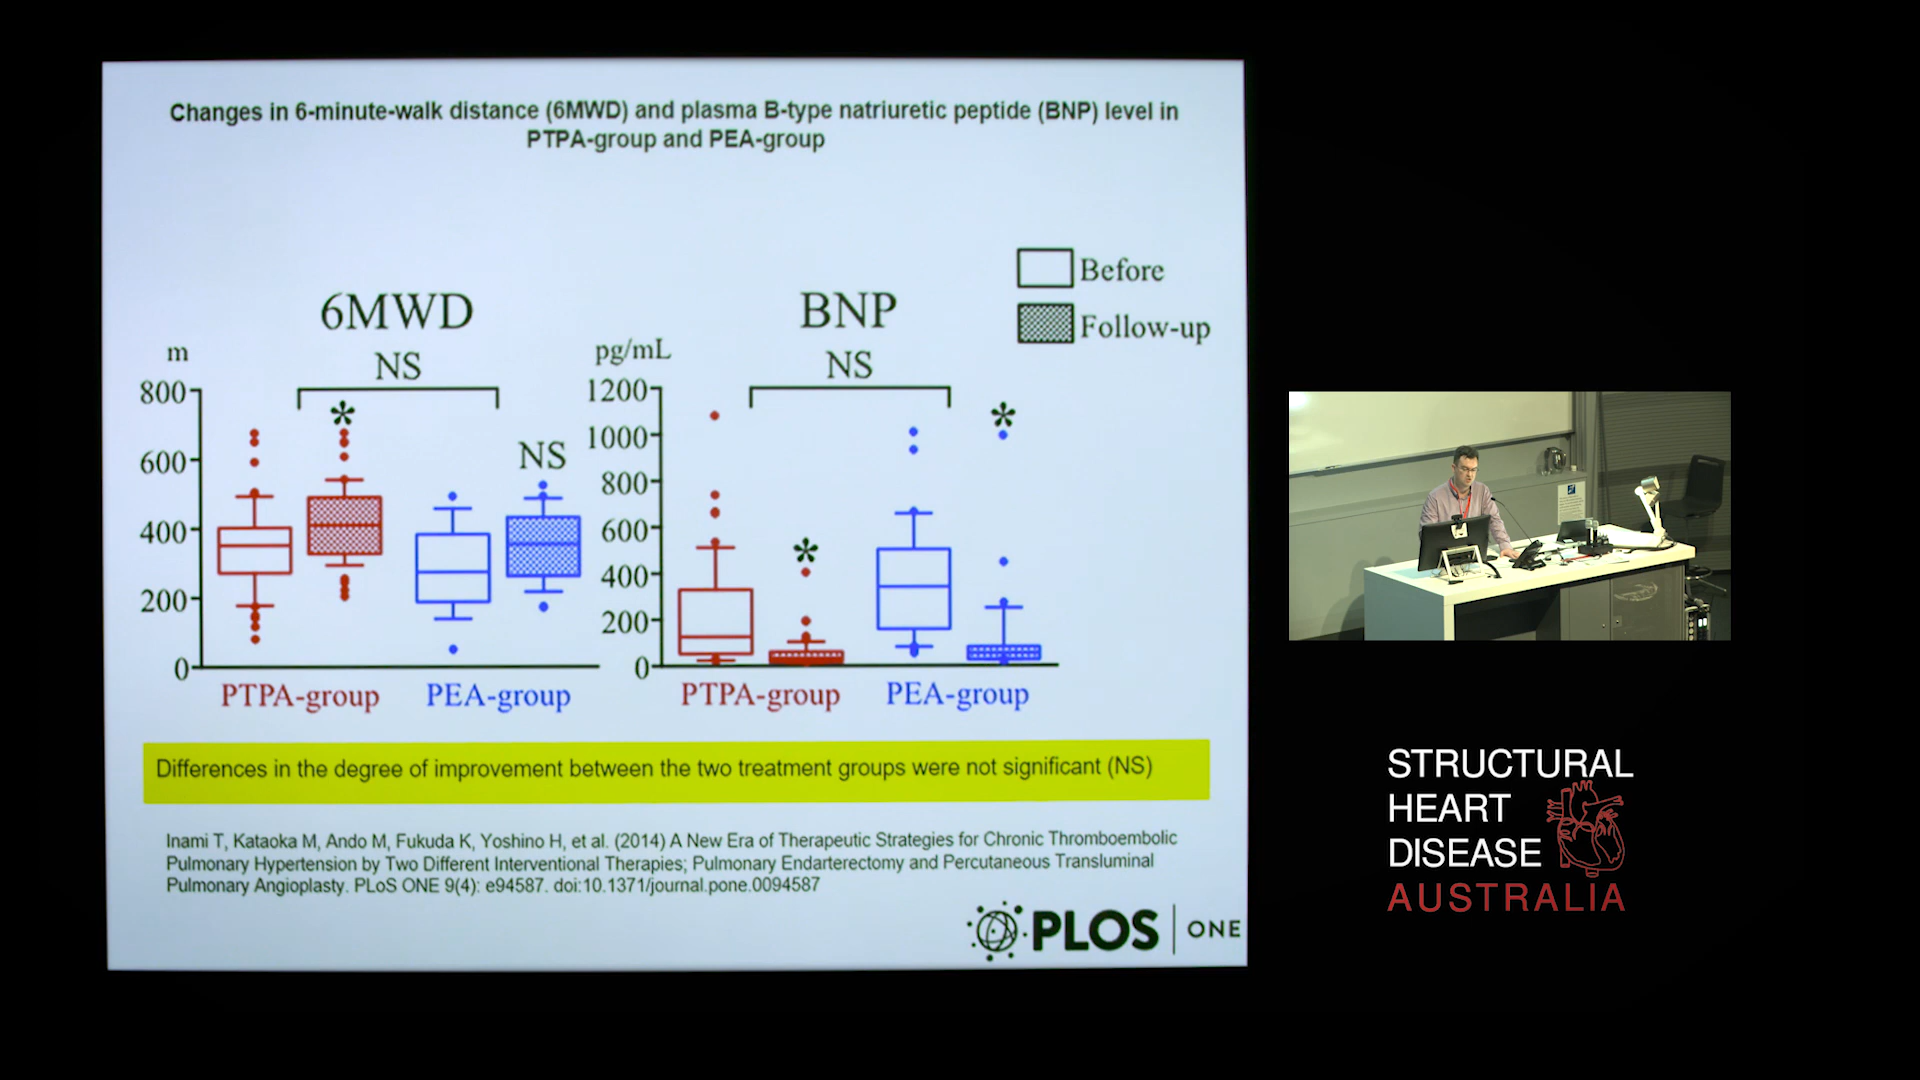 Changes in 6-minute-walk distance (6MWD) and plasma B-type natriuretic peptide (BNP) level in
PTPA-group and PEA-group
Before
Follow-up
6MWD
NS
m
800
600
400
200
0
*
NS
PTPA-group
PEA-group
BNP
NS
pg/mL
1200
1000
800
600
400
200
0
*
*
PTPA-group
PEA-group
Differences in the degree of improvement between the two treatment groups were not significant (NS)
Inami T, Kataoka M, Ando M, Fukuda K, Yoshino H, et al. (2014) A New Era of Therapeutic Strategies for Chronic Thromboembolic
Pulmonary Hypertension by Two Different Interventional Therapies; Pulmonary Endarterectomy and Percutaneous Transluminal
Pulmonary Angioplasty. PLoS ONE 9(4): e94587. doi:10.1371/journal.pone.0094587
PLOS | ONE
STRUCTURAL
HEART
DISEASE
AUSTRALIA